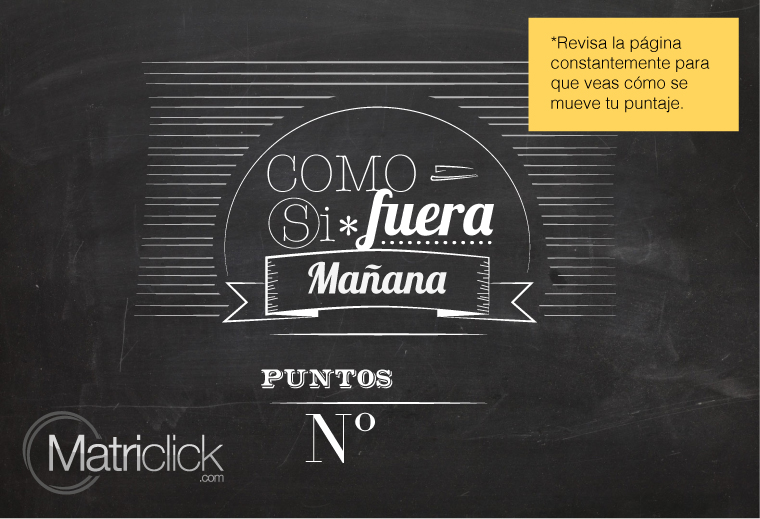 *Revisa la página
constantemente para
que veas cómo se
mueve tu puntaje.
COMO
Si* fuera
Mañana
PUNTOS
Nº
Matriclick
.com